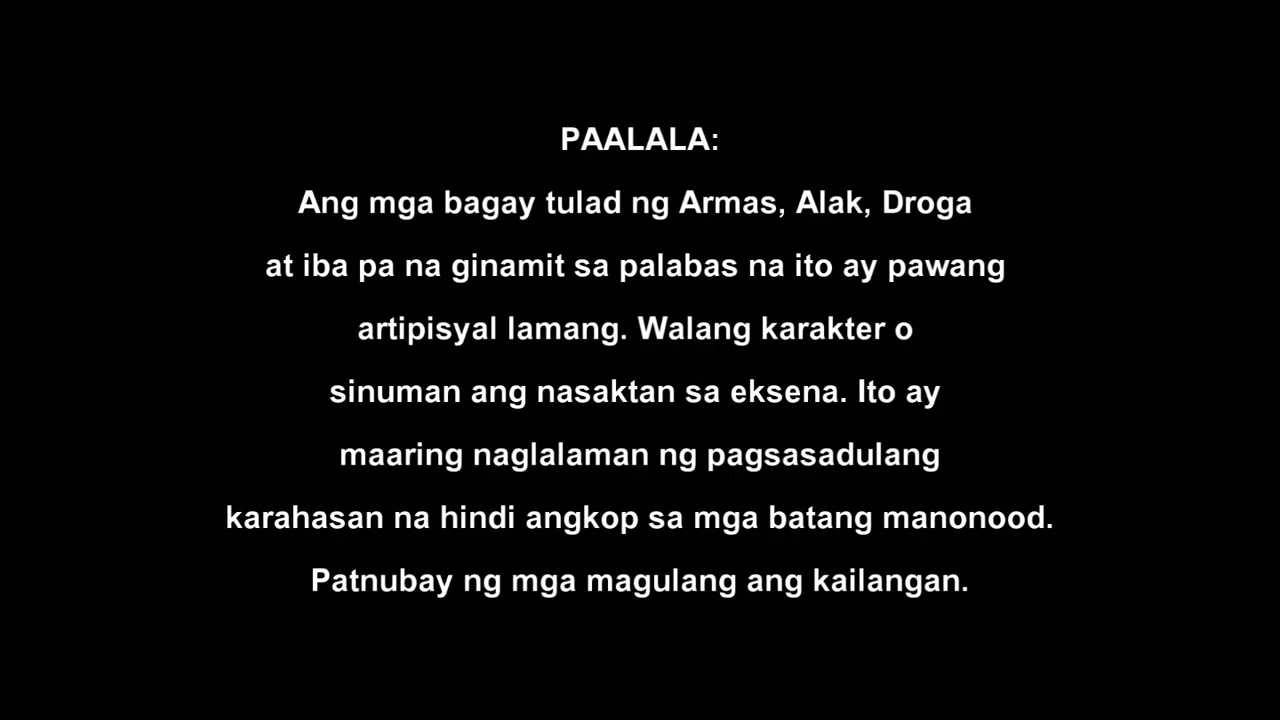 PAALALA:
Ang mga bagay tulad ng Armas, Alak, Droga
at iba pa na ginamit sa palabas na ito ay pawang
artipisyal lamang. Walang karakter o
sinuman ang nasaktan sa eksena. Ito ay
maaring naglalaman ng pagsasadulang
karahasan na hindi angkop sa mga batang manonood.
Patnubay ng mga magulang ang kailangan.